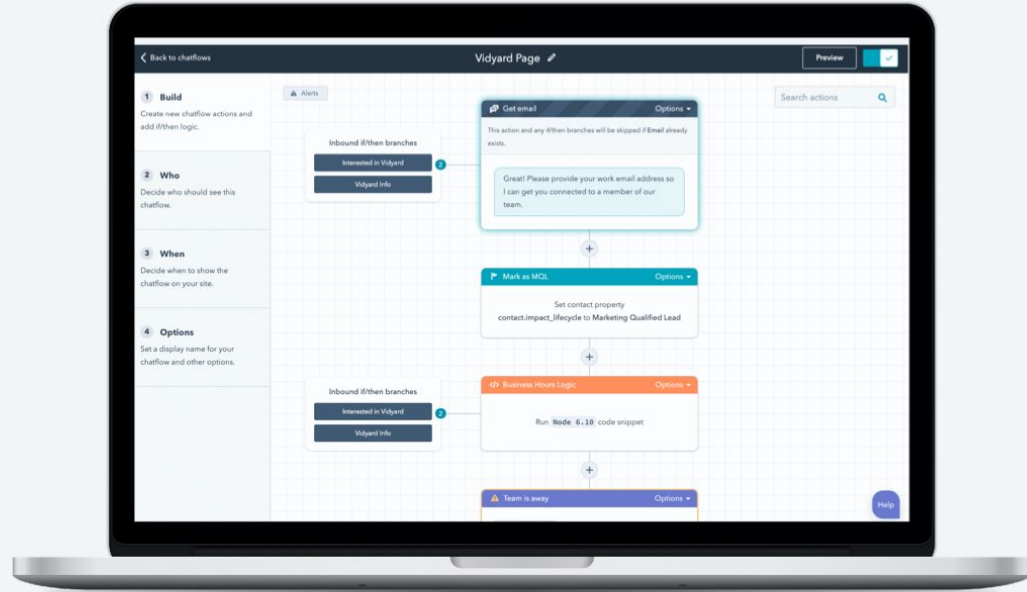 Back to chatflows
Vidyard Page
Preview
1 Build
Create new chatflow actions and
add if/then logic.
2 Who
Decide who should see this
chatflow.
3 When
Decide when to show the
chatflow on your site.
4 Options
Set a display name for your
chatflow and other options.
Alerts
Search actions
Get email Options
This action and any if/then branches will be skipped if Email already
exists.
Great! Please provide your work email address so
I can get you connected to a member of our
team.
Inbound if/then branches
Interested in Vidyard
2
Vidyard Info
Mark as MQL Options
Set contact property
contact.impact_lifecycle to Marketing Qualified Lead
Inbound if/then branches
Interested in Vidyard
2
Vidyard Info
</> Business Hours Logic Options
Run Node 6.10 code snippet
Team is away Options
Help